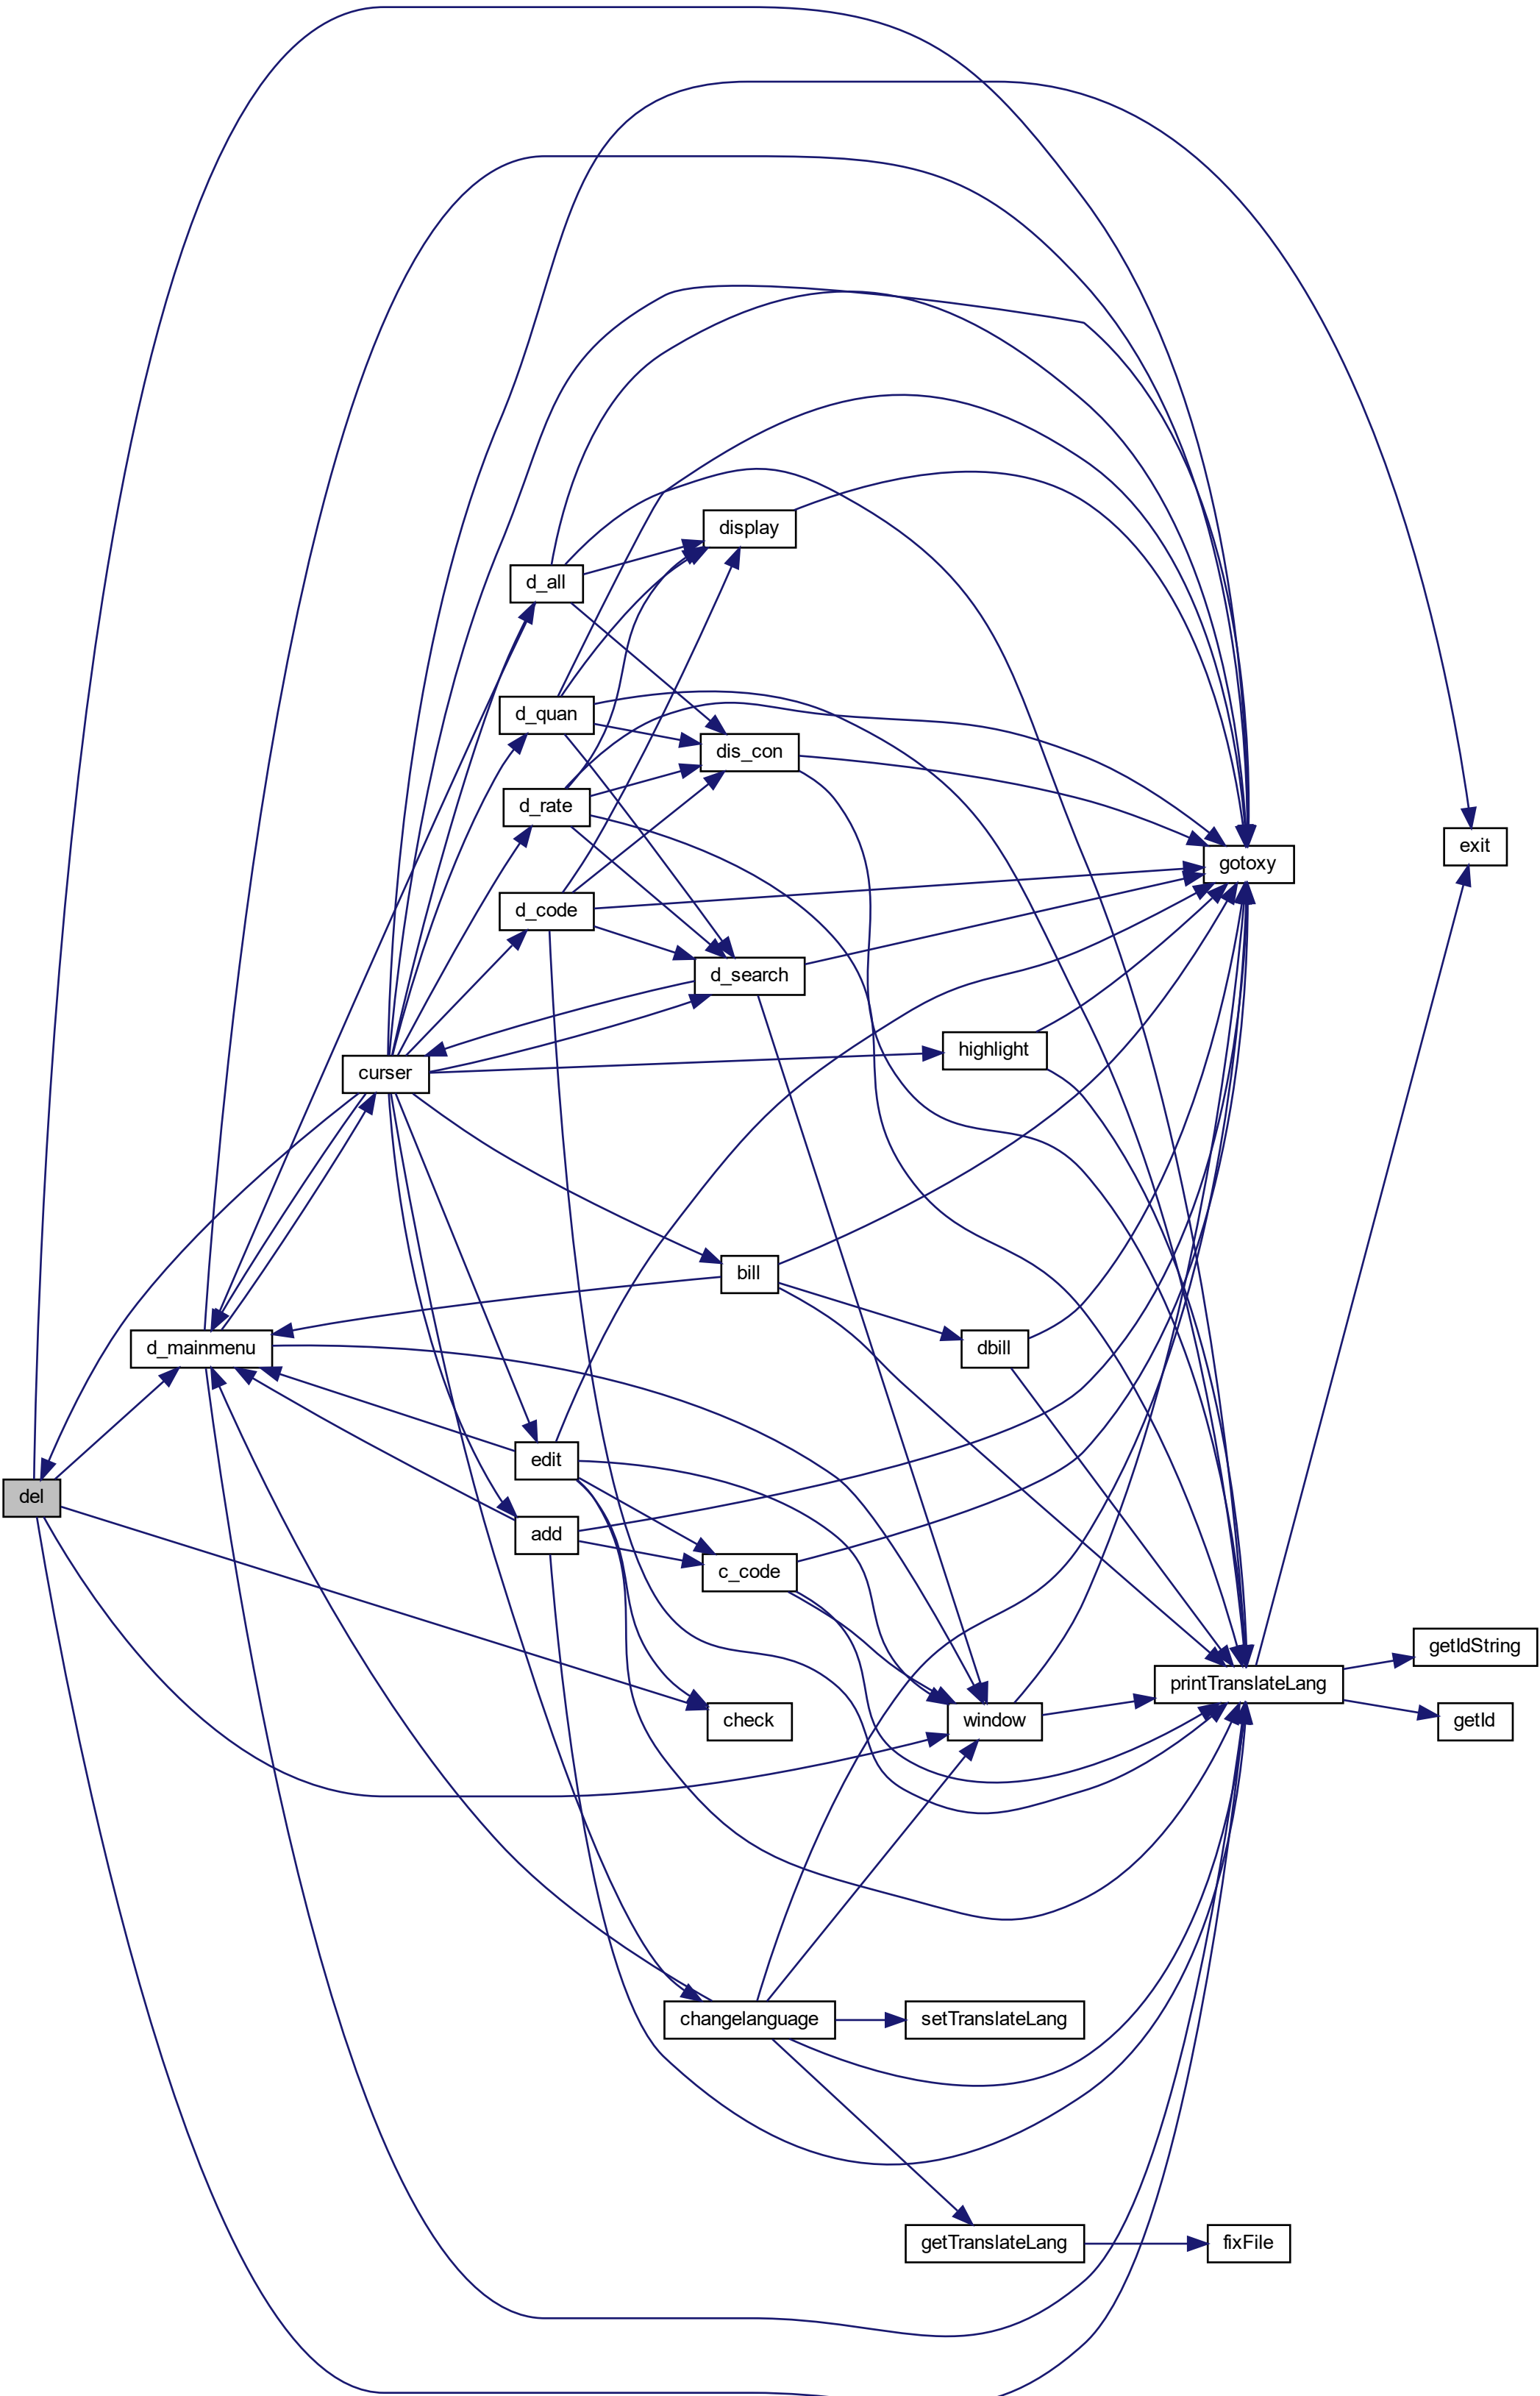 display
d_all
d_quan
dis_con
d_rate
exit
gotoxy
d_code
d_search
highlight
curser
bill
dbill
d_mainmenu
edit
del
add
c_code
getIdString
printTranslateLang
check
window
getId
changelanguage
setTranslateLang
getTranslateLang
fixFile